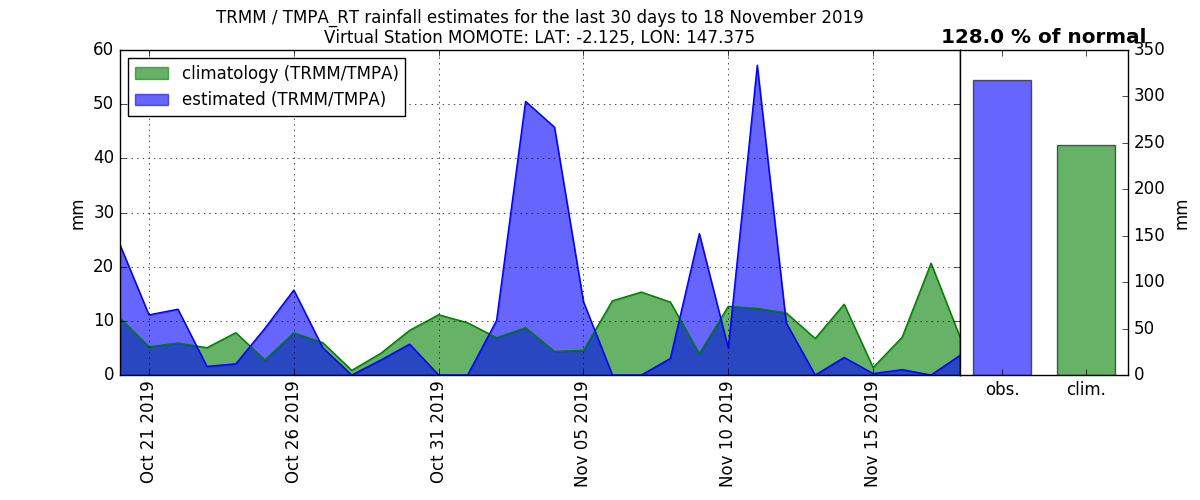 TRMM / TMPA_RT rainfall estimates for the last 30 days to 18 November 2019
Virtual Station MOMOTE: LAT: -2.125, LON: 147.375
128.0 % of normal
climatology (TRMM/TMPA)
estimated (TRMM/TMPA)
60
50
40
30
20
10
0
mm
Oct 21 2019
Oct 26 2019
Oct 31 2019
Nov 05 2019
Nov 10 2019
Nov 15 2019
obs.
clim.
350
300
250
200
150
100
50
0
mm